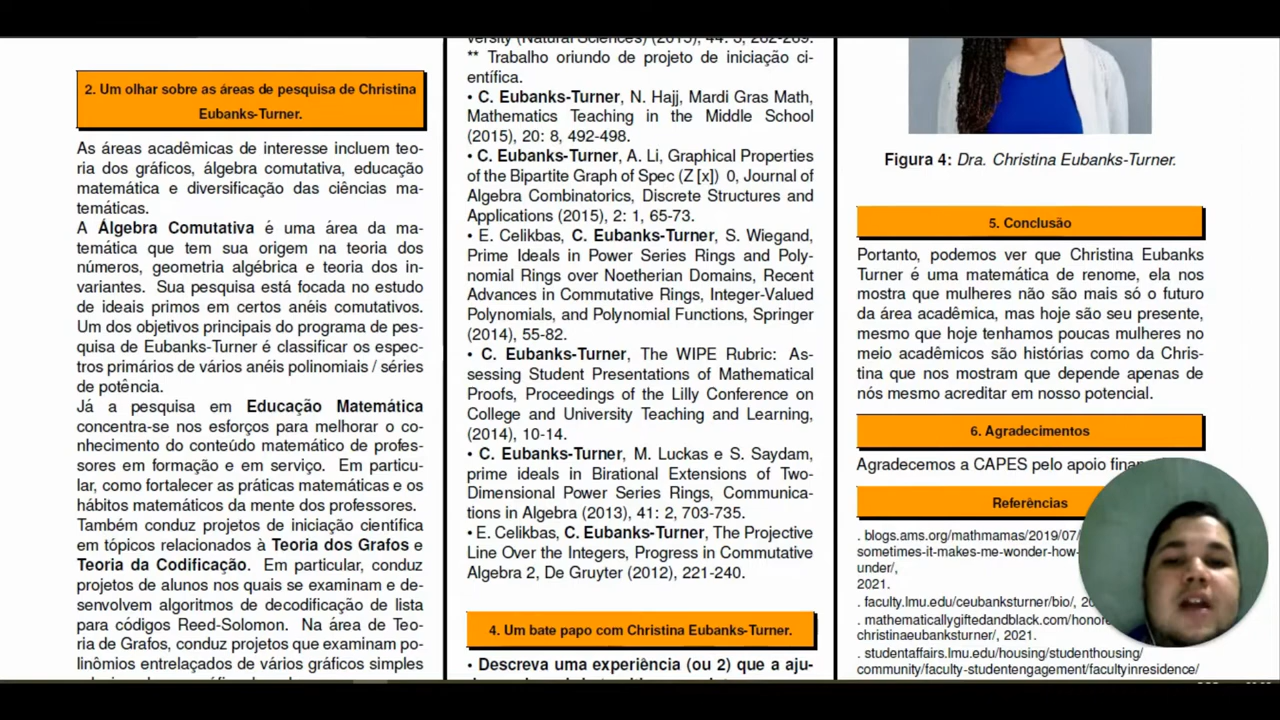 2. Um olhar sobre as áreas de pesquisa de Christina
Eubanks-Turner.
As áreas acadêmicas de interesse incluem teo-
ria dos gráficos, álgebra comutativa, educação
matemática e diversificação das ciências ma-
temáticas.
A Álgebra Comutativa é uma área da ma-
temática que tem sua origem na teoria dos
números, geometria algébrica e teoria dos in-
variantes. Sua pesquisa está focada no estudo
de ideais primos em certos anéis comutativos.
Um dos objetivos principais do programa de pes-
quisa de Eubanks-Turner é classificar os espec-
tros primários de vários anéis polinomiais / séries
de potência.
Já a pesquisa em Educação Matemática
concentra-se nos esforços para melhorar o co-
nhecimento do conteúdo matemático de profes-
sores em formação e em serviço. Em particu-
lar, como fortalecer as práticas matemáticas e os
hábitos matemáticos da mente dos professores.
Também conduz projetos de iniciação científica
em tópicos relacionados à Teoria dos Grafos e
Teoria da Codificação. Em particular, conduz
projetos de alunos nos quais se examinam e de-
senvolvem algoritmos de decodificação de lista
para códigos Reed-Solomon. Na área de Teo-
ria de Grafos, conduz projetos que examinam po-
linômios entrelaçados de vários gráficos simples
versity (Natural Sciences) (2015), 44: 3, 262-269.
** Trabalho oriundo de projeto de iniciação ci-
entífica.
• C. Eubanks-Turner, N. Hajj, Mardi Gras Math,
Mathematics Teaching in the Middle School
(2015), 20: 8, 492-498.
• C. Eubanks-Turner, A. Li, Graphical Properties
of the Bipartite Graph of Spec (Z [x]) 0, Journal of
Algebra Combinatorics, Discrete Structures and
Applications (2015), 2: 1, 65-73.
• E. Celikbas, C. Eubanks-Turner, S. Wiegand,
Prime Ideals in Power Series Rings and Poly-
nomial Rings over Noetherian Domains, Recent
Advances in Commutative Rings, Integer-Valued
Polynomials, and Polynomial Functions, Springer
(2014), 55-82.
• C. Eubanks-Turner, The WIPE Rubric: As-
sessing Student Presentations of Mathematical
Proofs, Proceedings of the Lilly Conference on
College and University Teaching and Learning,
(2014), 10-14.
• C. Eubanks-Turner, M. Luckas e S. Saydam,
prime ideals in Birational Extensions of Two-
Dimensional Power Series Rings, Communica-
tions in Algebra (2013), 41: 2, 703-735.
• E. Celikbas, C. Eubanks-Turner, The Projective
Line Over the Integers, Progress in Commutative
Algebra 2, De Gruyter (2012), 221-240.
4. Um bate papo com Christina Eubanks-Turner.
• Descreva uma experiência (ou 2) que a aju-
Figura 4: Dra. Christina Eubanks-Turner.
5. Conclusão
Portanto, podemos ver que Christina Eubanks
Turner é uma matemática de renome, ela nos
mostra que mulheres não são mais só o futuro
da área acadêmica, mas hoje são seu presente,
mesmo que hoje tenhamos poucas mulheres no
meio acadêmicos são histórias como da Chris-
tina que nos mostram que depende apenas de
nós mesmo acreditar em nosso potencial.
6. Agradecimentos
Agradecemos a CAPES pelo apoio
Referências
. blogs.ams.org/mathmamas/2019/07/
sometimes-it-makes-me-wonder-how-
under/,
2021.
. faculty.lmu.edu/ceubanksturner/bio/,
. mathematicallygiftedandblack.com/
christinaeubanksturner/, 2021.
. studentaffairs.lmu.edu/housing/studenthousing/
community/faculty-studentengagement/facultyinresidence/